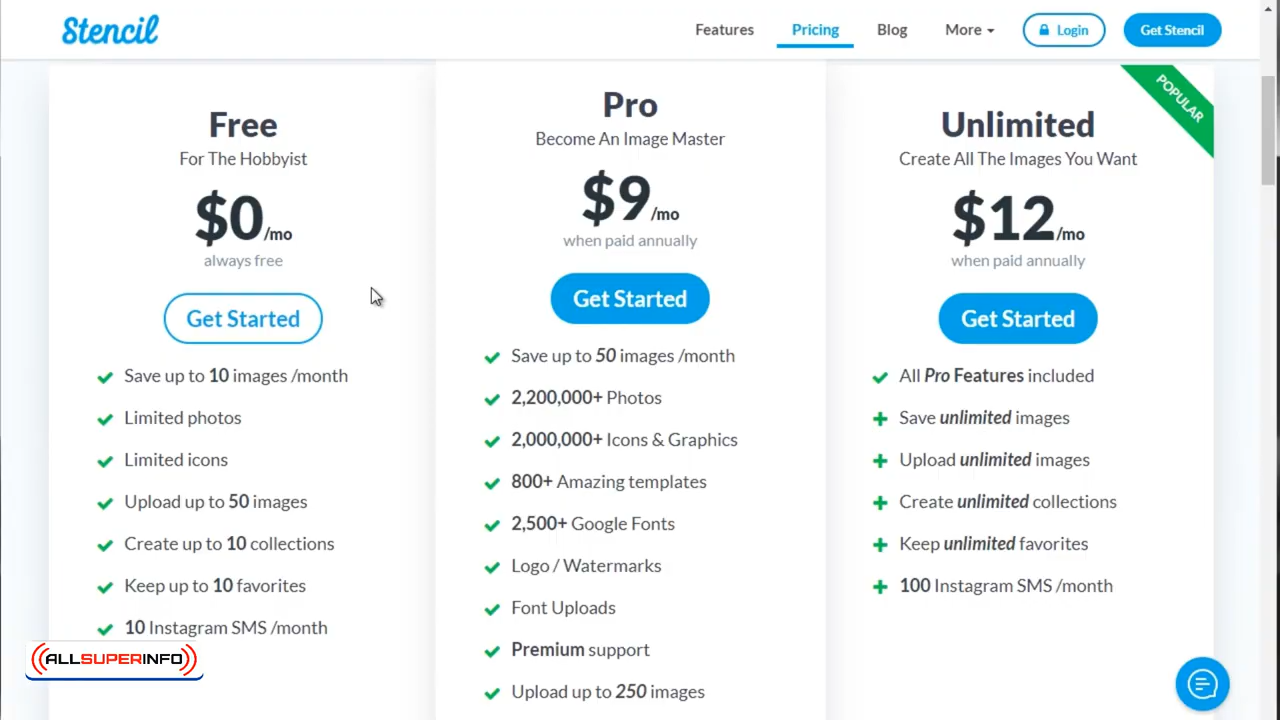 Stencil
Features
Pricing
Blog
More
Login
Get Stencil
Free
For The Hobbyist
$0/mo
always free
Get Started
Save up to 10 images /month
Limited photos
Limited icons
Upload up to 50 images
Create up to 10 collections
Keep up to 10 favorites
10 Instagram SMS /month
Pro
Become An Image Master
$9/mo
when paid annually
Get Started
Save up to 50 images /month
2,200,000+ Photos
2,000,000+ Icons & Graphics
800+ Amazing templates
2,500+ Google Fonts
Logo / Watermarks
Font Uploads
Premium support
Upload up to 250 images
POPULAR
Unlimited
Create All The Images You Want
$12/mo
when paid annually
Get Started
All Pro Features included
Save unlimited images
Upload unlimited images
Create unlimited collections
Keep unlimited favorites
100 Instagram SMS /month
ALLSUPERINFO